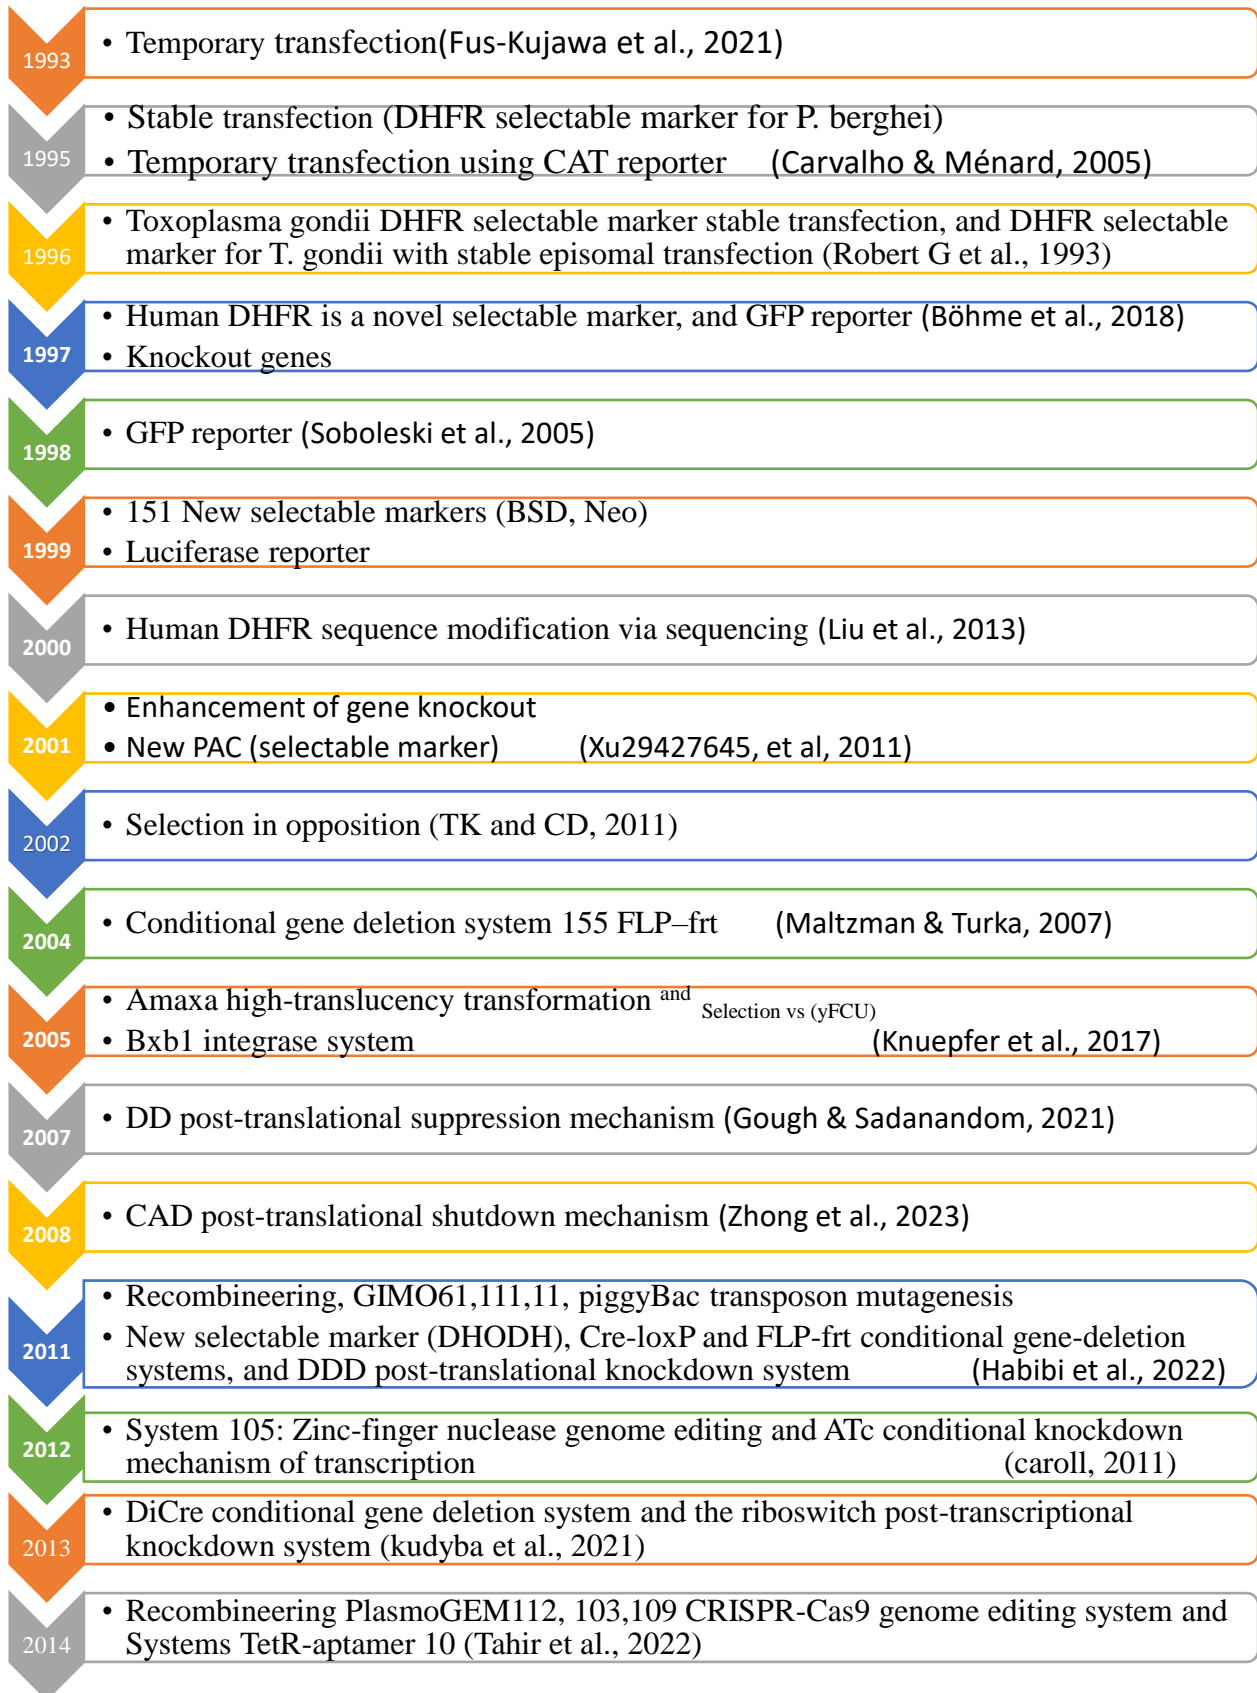 1993
• Temporary transfection(Fus-Kujawa et al., 2021)
1995
• Stable transfection (DHFR selectable marker for P. berghei)
• Temporary transfection using CAT reporter (Carvalho & Ménard, 2005)
1996
• Toxoplasma gondii DHFR selectable marker stable transfection, and DHFR selectable
marker for T. gondii with stable episomal transfection (Robert G et al., 1993)
1997
• Human DHFR is a novel selectable marker, and GFP reporter (Böhme et al., 2018)
• Knockout genes
1998
• GFP reporter (Soboleski et al., 2005)
1999
• 151 New selectable markers (BSD, Neo)
• Luciferase reporter
2000
• Human DHFR sequence modification via sequencing (Liu et al., 2013)
2001
• Enhancement of gene knockout
• New PAC (selectable marker) (Xu29427645, et al, 2011)
2002
• Selection in opposition (TK and CD, 2011)
2004
• Conditional gene deletion system 155 FLP–frt (Maltzman & Turka, 2007)
2005
• Amaxa high-translucency transformation and Selection vs (yFCU)
• Bxb1 integrase system (Knuepfer et al., 2017)
2007
• DD post-translational suppression mechanism (Gough & Sadanandom, 2021)
2008
• CAD post-translational shutdown mechanism (Zhong et al., 2023)
2011
• Recombineering, GIMO61,111,11, piggyBac transposon mutagenesis
• New selectable marker (DHODH), Cre-loxP and FLP-frt conditional gene-deletion
systems, and DDD post-translational knockdown system (Habibi et al., 2022)
2012
• System 105: Zinc-finger nuclease genome editing and ATc conditional knockdown
mechanism of transcription (caroll, 2011)
2013
• DiCre conditional gene deletion system and the riboswitch post-transcriptional
knockdown system (kudyba et al., 2021)
2014
• Recombineering PlasmoGEM112, 103,109 CRISPR-Cas9 genome editing system and
Systems TetR-aptamer 10 (Tahir et al., 2022)